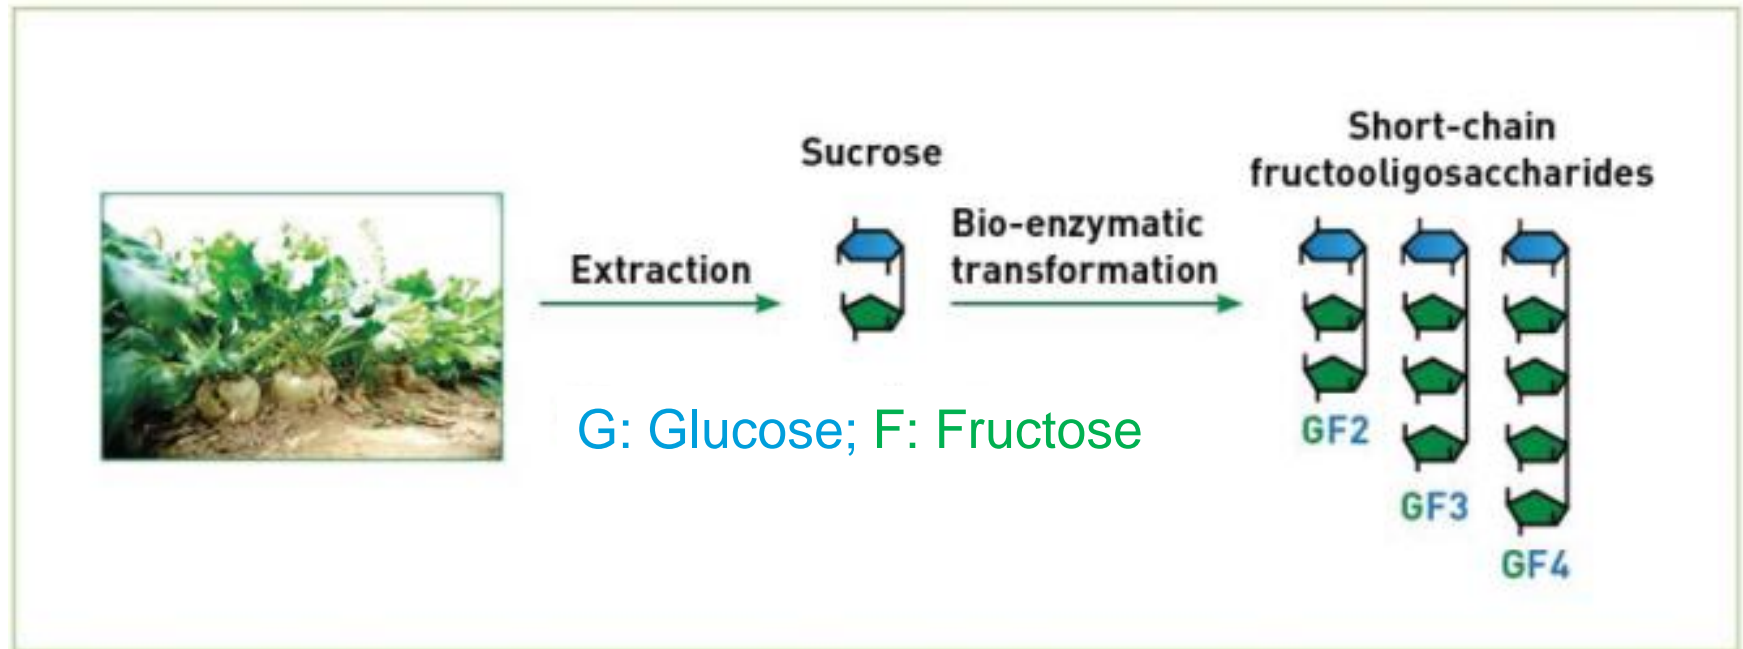 Extraction
Sucrose
Bio-enzymatic
transformation
Short-chain
fructooligosaccharides
G: Glucose; F: Fructose
GF2
GF3
GF4